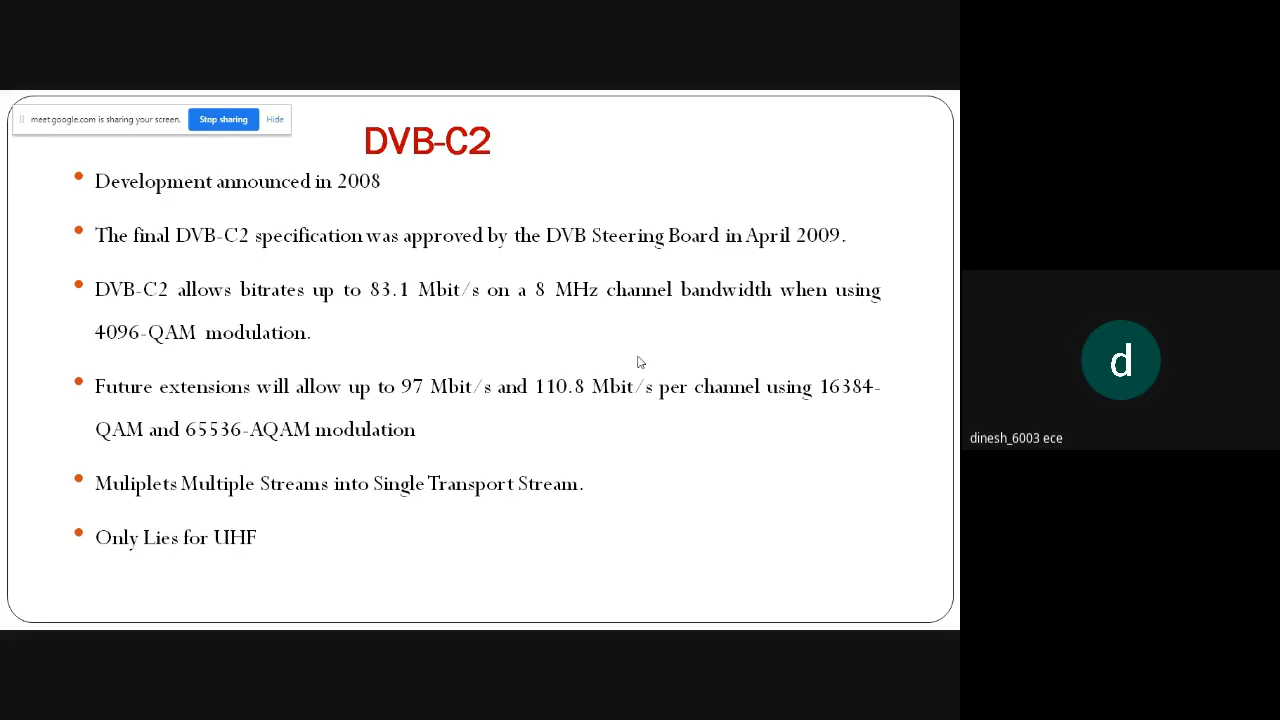 meet.google.com is sharing your screen. Stop sharing Hide
DVB-C2
Development announced in 2008
The final DVB-C2 specification was approved by the DVB Steering Board in April 2009.
DVB-C2 allows bitrates up to 83.1 Mbit/s on a 8 MHz channel bandwidth when using
4096-QAM modulation.
Future extensions will allow up to 97 Mbit/s and 110.8 Mbit/s per channel using 16384-
QAM and 65536-AQAM modulation
Muliplets Multiple Streams into Single Transport Stream.
Only Lies for UHF
d
dinesh_6003 ece